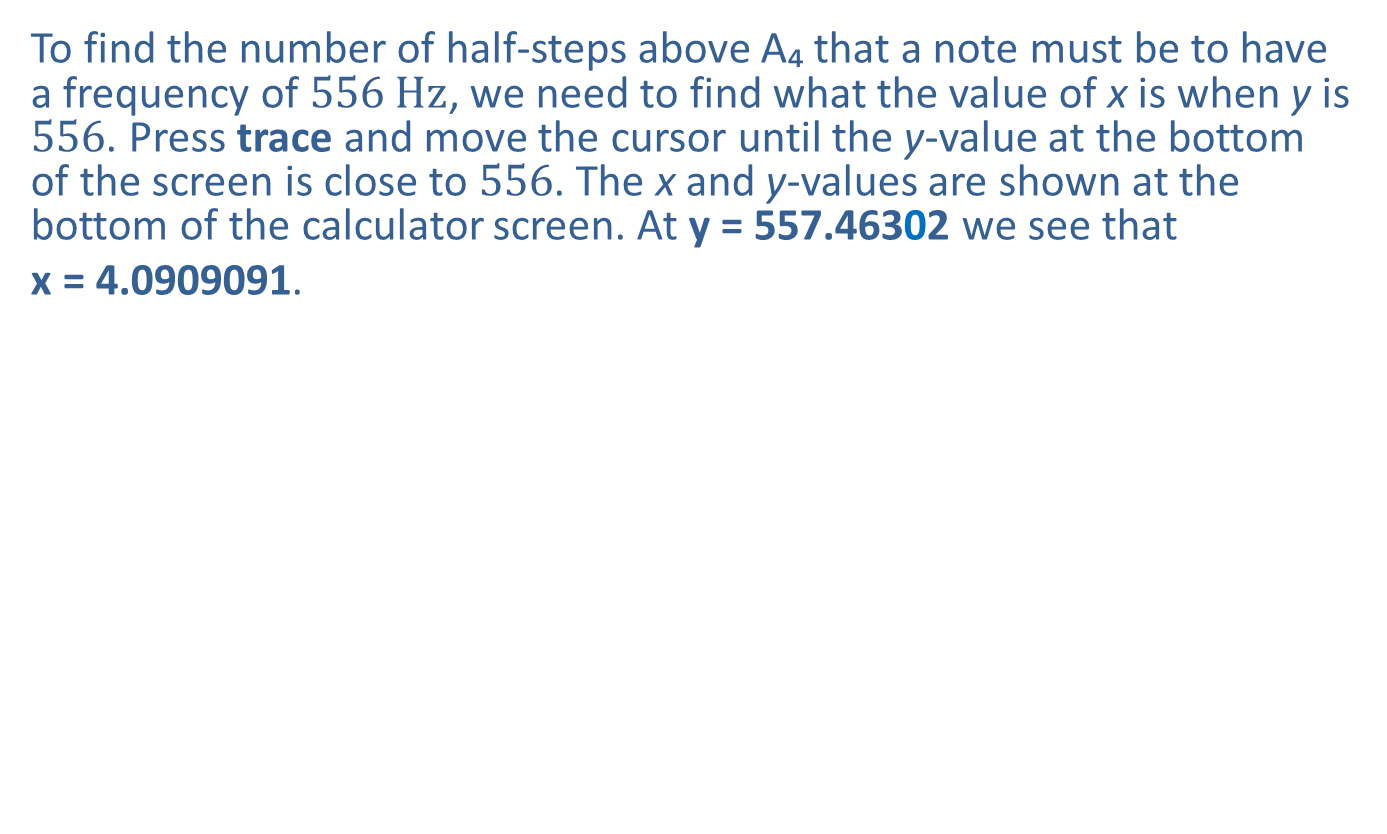 To find the number of half-steps above A₄ that a note must be to have
a frequency of 556 Hz, we need to find what the value of x is when y is
556. Press trace and move the cursor until the y-value at the bottom
of the screen is close to 556. The x and y-values are shown at the
bottom of the calculator screen. At y = 557.46302 we see that
x = 4.0909091.